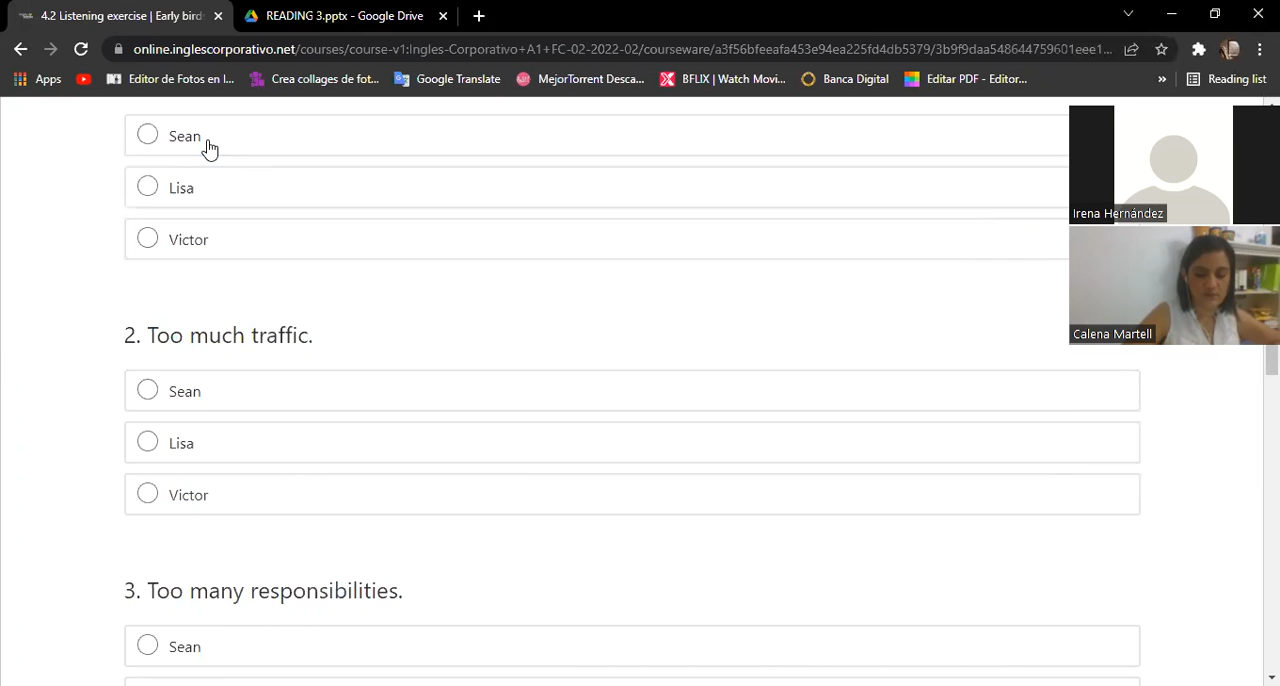 4.2 Listening exercise | Early birds
READING 3.pptx - Google Drive
online.inglescorporativo.net/courses/course-v1:Ingles-Corporativo+A1+FC-02-2022-02/courseware/a3f56bfeeafa453e94ea225fd4db5379/3b9f9daa548644759601eee1...
Apps
Editor de Fotos en l...
Crea collages de fot...
Google Translate
MejorTorrent Desca...
BFLIX | Watch Movi...
Banca Digital
Editar PDF - Editor...
»
Reading list
Sean
Lisa
Victor
Irena Hernández
Calena Martell
2. Too much traffic.
Sean
Lisa
Victor
3. Too many responsibilities.
Sean